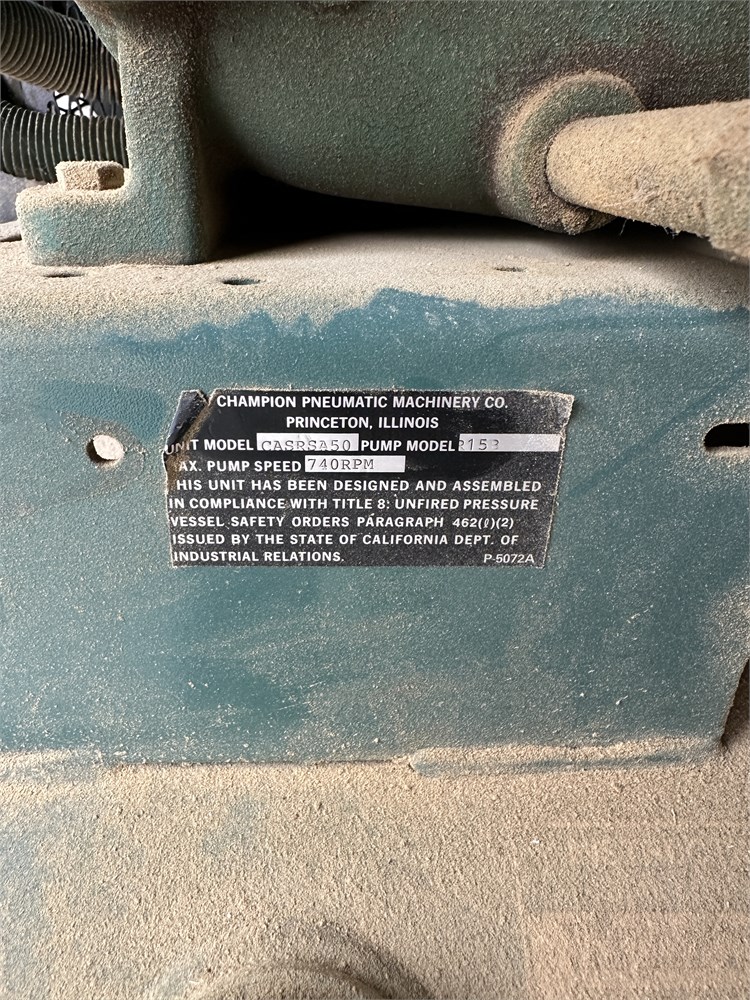 CHAMPION PNEUMATIC MACHINERY CO.
PRINCETON, ILLINOIS
UNIT MODEL CASRSA50 PUMP MODEL
AX. PUMP SPEED 740RPM
HIS UNIT HAS BEEN DESIGNED AND ASSEMBLED
IN COMPLIANCE WITH TITLE 8: UNFIRED PRESSURE
VESSEL SAFETY ORDERS PARAGRAPH 462(ℓ)(2)
ISSUED BY THE STATE OF CALIFORNIA DEPT. OF
INDUSTRIAL RELATIONS. P-5072A